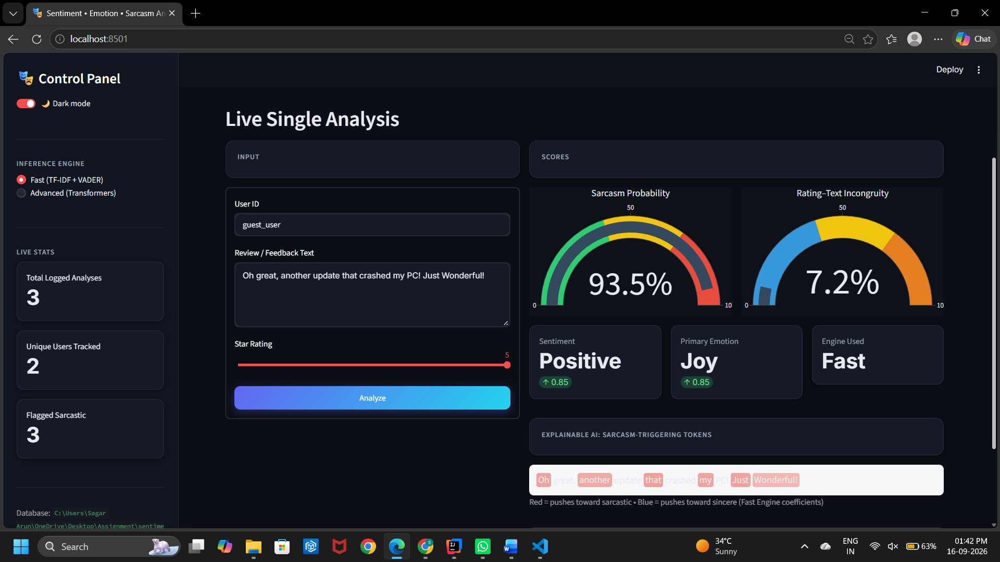 Sentiment • Emotion • Sarcasm An
localhost:8501
Chat
Control Panel
Dark mode
INFERENCE ENGINE
Fast (TF-IDF + VADER)
Advanced (Transformers)
LIVE STATS
Total Logged Analyses
3
Unique Users Tracked
2
Flagged Sarcastic
3
Database: C:\Users\Sagar
Arun\OneDrive\Desktop\Assignment\sentime
Deploy
Live Single Analysis
INPUT
User ID
guest_user
Review / Feedback Text
Oh great, another update that crashed my PC! Just Wonderful!
Star Rating
5
Analyze
SCORES
Sarcasm Probability
50
93.5%
0
10
Rating–Text Incongruity
50
7.2%
0
10
Sentiment
Positive
↑ 0.85
Primary Emotion
Joy
↑ 0.85
Engine Used
Fast
EXPLAINABLE AI: SARCASM-TRIGGERING TOKENS
Oh great, another update that crashed my PC! Just Wonderful!
Red = pushes toward sarcastic • Blue = pushes toward sincere (Fast Engine coefficients)
Search
34°C
Sunny
ENG
IN
63%
01:42 PM
16-09-2026